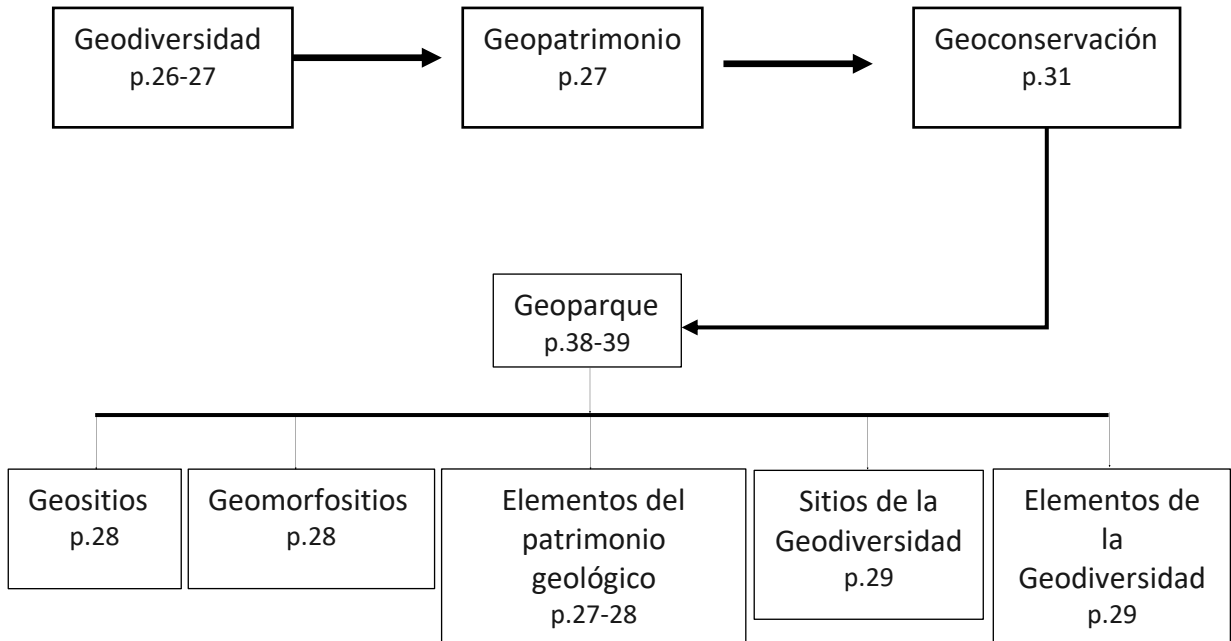 Geodiversidad
p.26-27
Geopatrimonio
p.27
Geoconservación
p.31
Geoparque
p.38-39
Geositios
p.28
Geomorfositios
p.28
Elementos del
patrimonio
geológico
p.27-28
Sitios de la
Geodiversidad
p.29
Elementos de
la
Geodiversidad
p.29